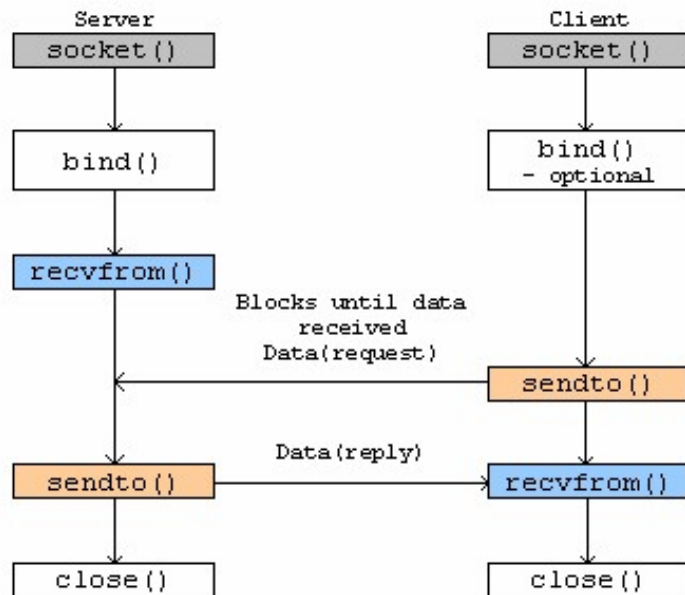 Server
Client
socket()
socket()
bind()
bind()
- optional
recvfrom()
Blocks until data
received
Data(request)
sendto()
Data(reply)
sendto()
recvfrom()
close()
close()